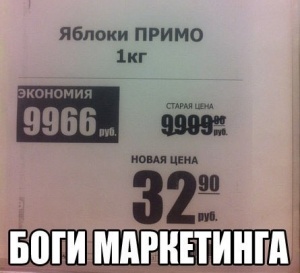 Яблоки ПРИМО
1кг
ЭКОНОМИЯ
9966 руб.
СТАРАЯ ЦЕНА
9999 00 руб.
НОВАЯ ЦЕНА
32 90 руб.
БОГИ МАРКЕТИНГА